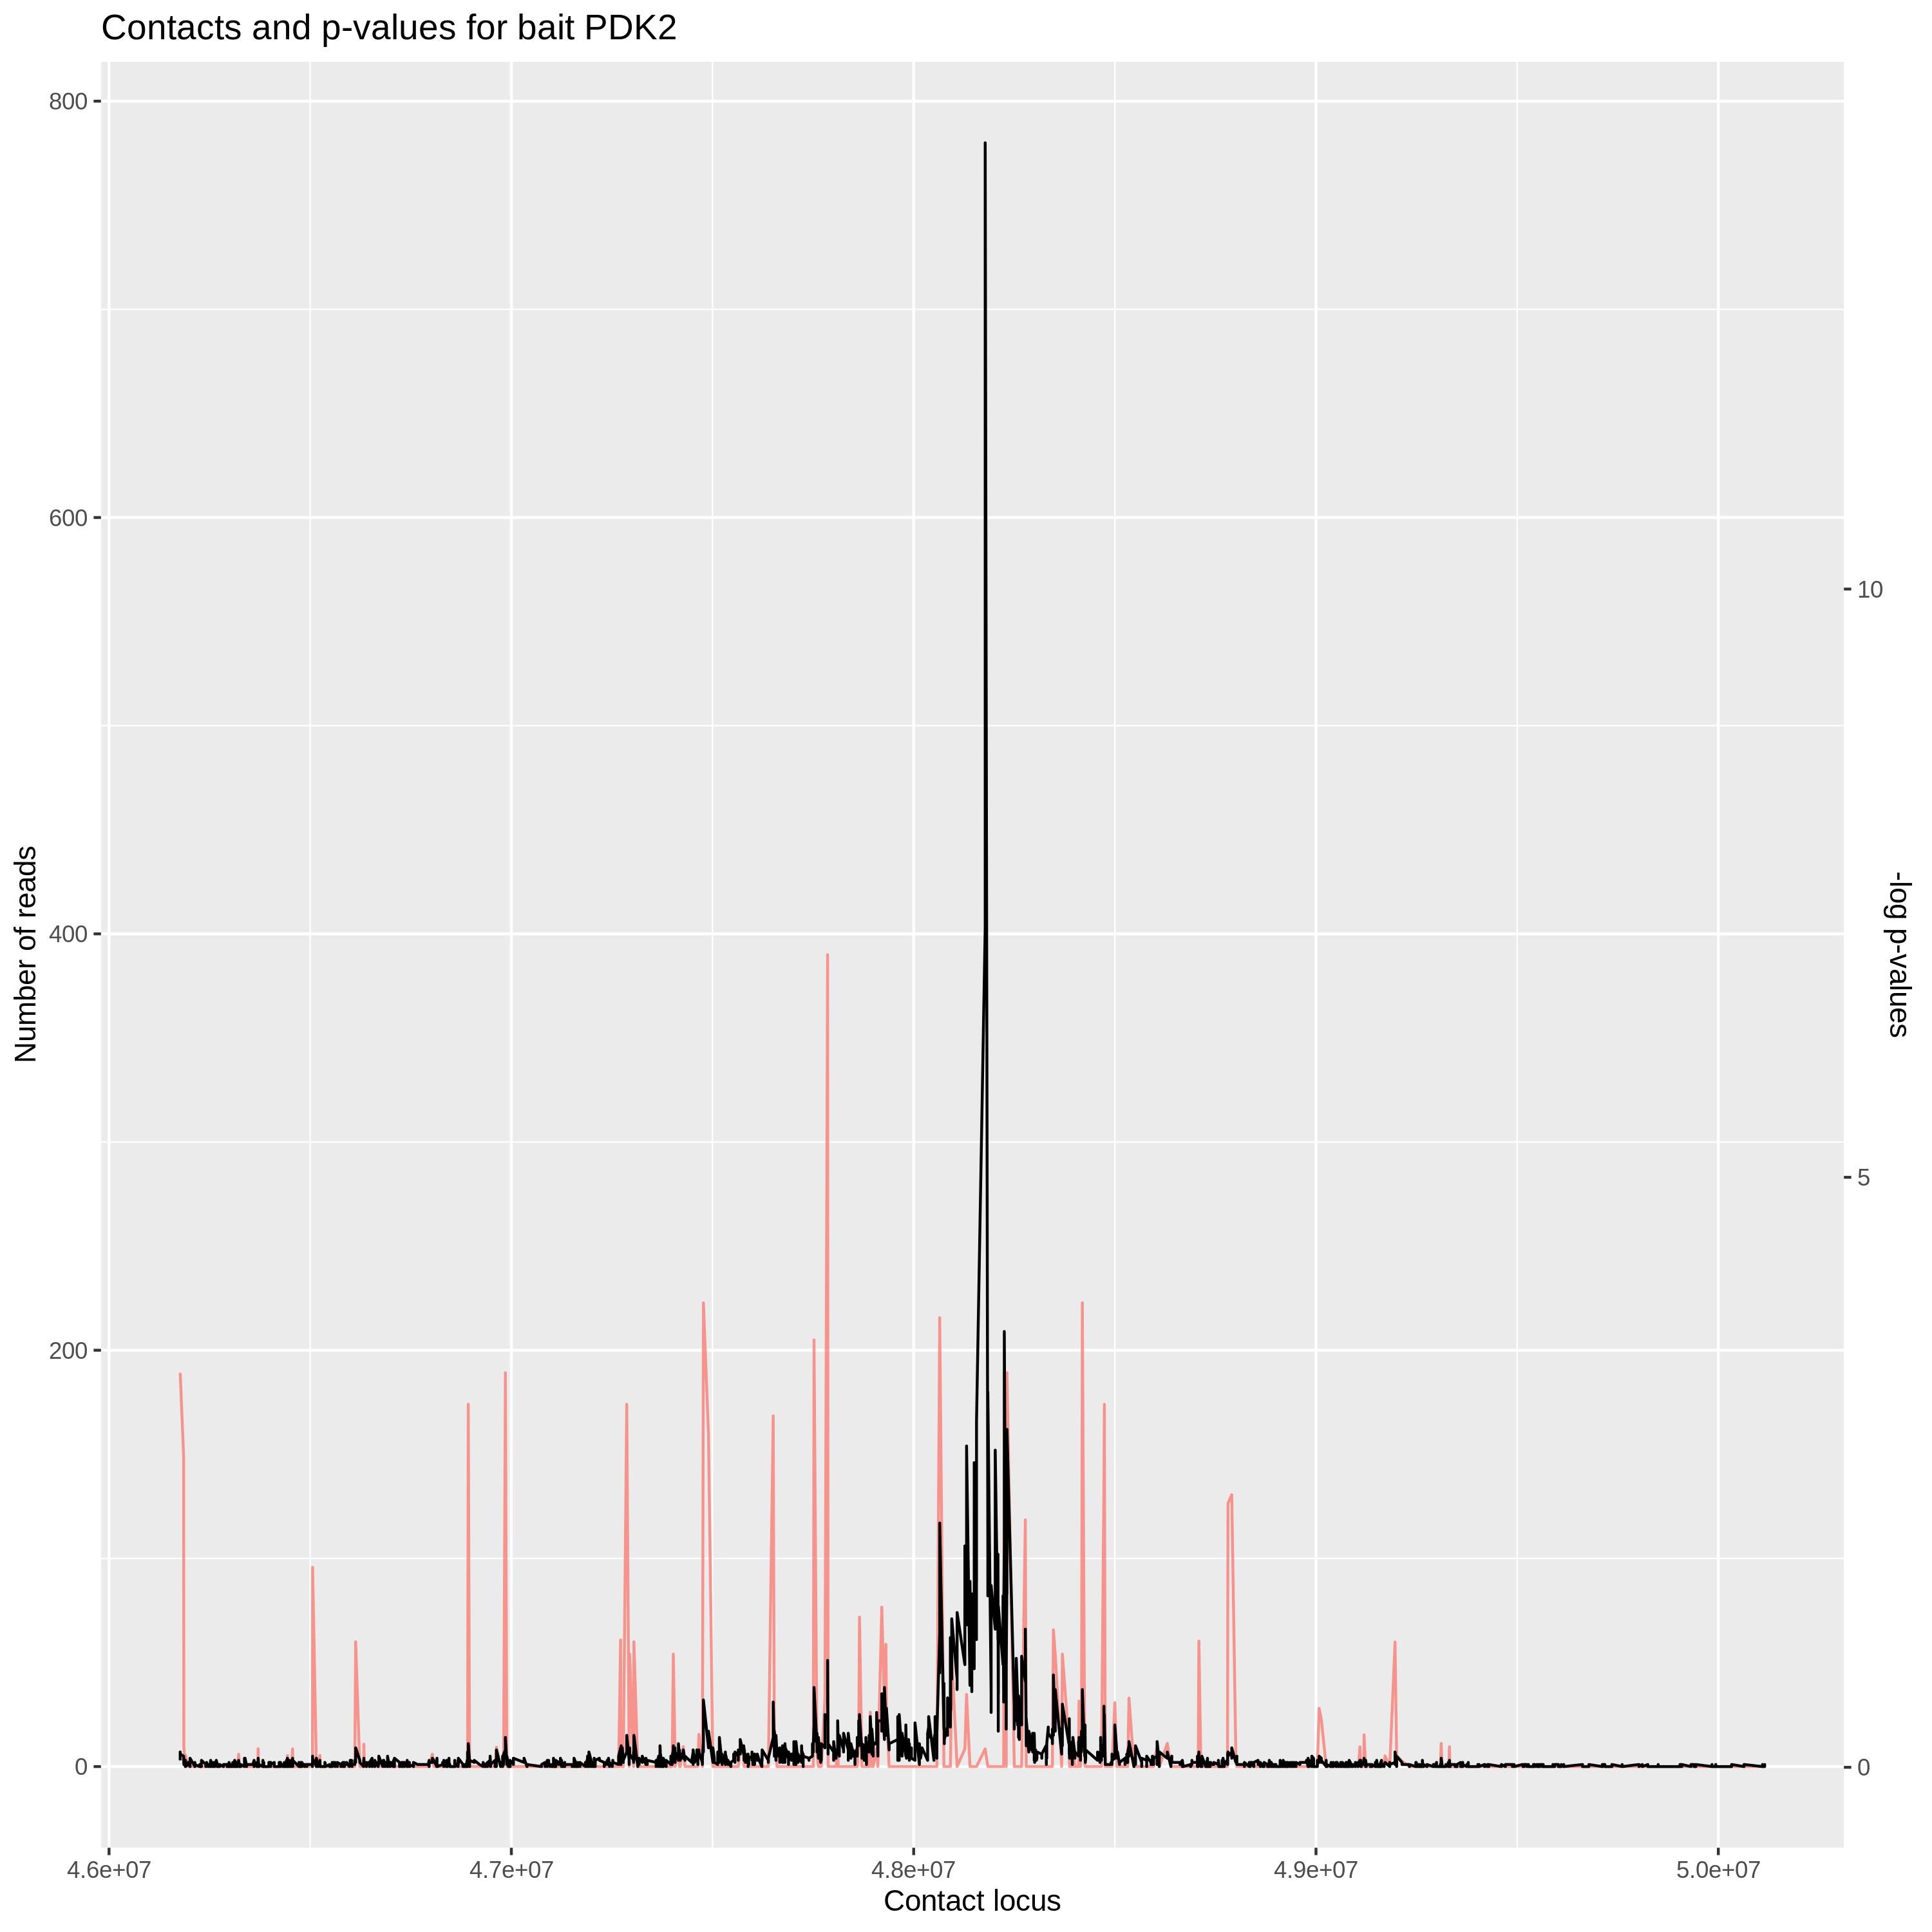 Contacts and p-values for bait PDK2
800
600
400
200
0
Number of reads
10
5
0
-log p-values
4.6e+07
4.7e+07
4.8e+07
4.9e+07
5.0e+07
Contact locus